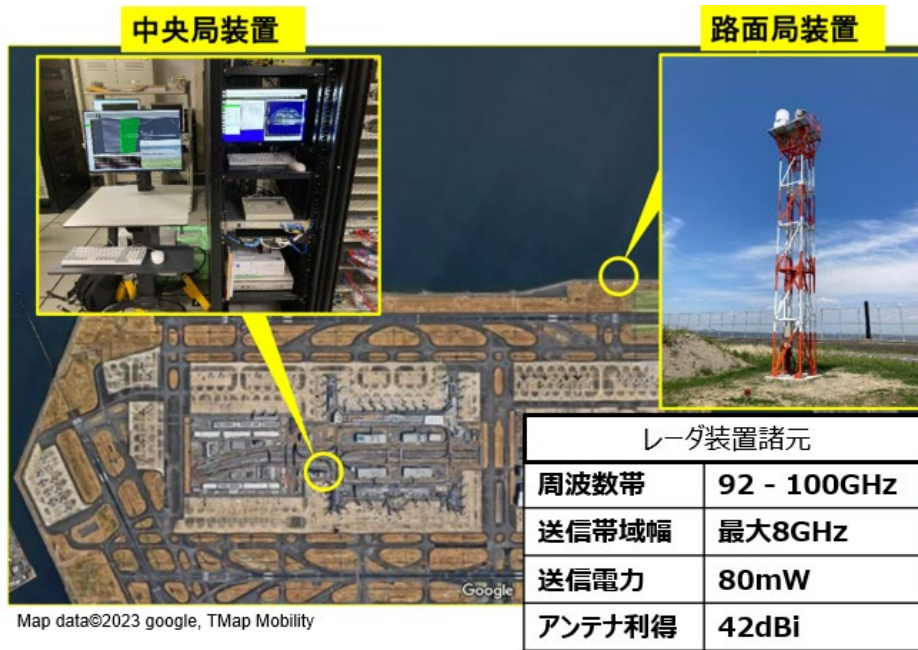 中央局装置
路面局装置
レーダ装置諸元
周波数帯 92 - 100GHz
送信帯域幅 最大8GHz
送信電力 80mW
アンテナ利得 42dBi
Google
Map data©2023 google, TMap Mobility